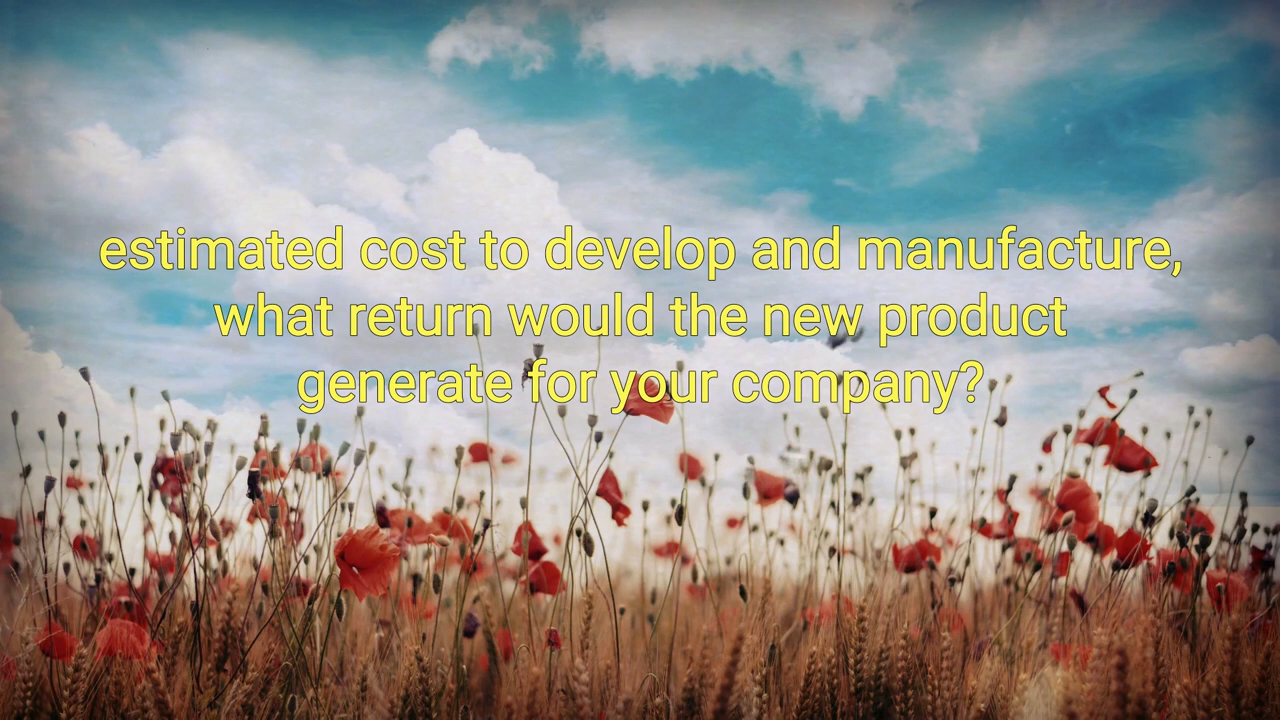 estimated cost to develop and manufacture,
what return would the new product
generate for your company?